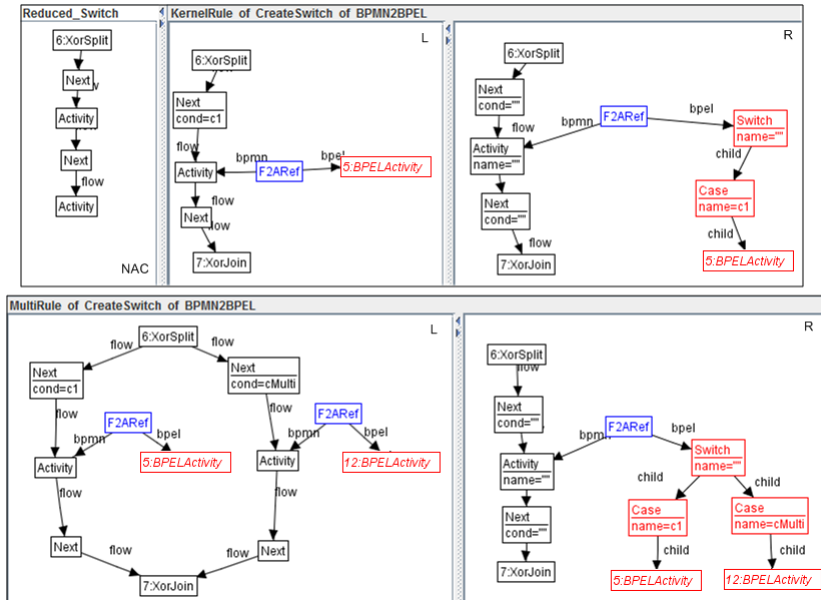 Reduced_Switch
6:XorSplit
Next
Activity
Next
flow
Activity
NAC
KernelRule of CreateSwitch of BPMN2BPEL
L
6:XorSplit
Next
cond=c1
flow
bpmn
Activity
F2ARef
5:BPELActivity
flow
Next
7:XorJoin
R
6:XorSplit
Next
cond=""
flow
bpmn
F2ARef
bpel
Activity
name=""
Switch
name=""
child
Next
cond=""
Case
name=c1
flow
child
7:XorJoin
5:BPELActivity
MultiRule of CreateSwitch of BPMN2BPEL
L
6:XorSplit
flow
flow
Next
cond=c1
Next
cond=cMulti
flow
flow
F2ARef
F2ARef
bpmn
bpel
bpmn
bpel
Activity
5:BPELActivity
Activity
12:BPELActivity
flow
flow
Next
flow
flow
Next
7:XorJoin
R
6:XorSplit
flow
Next
cond=""
F2ARef
bpel
Activity
name=""
Switch
name=""
child
child
Next
cond=""
Case
name=c1
Case
name=cMulti
child
child
7:XorJoin
5:BPELActivity
12:BPELActivity